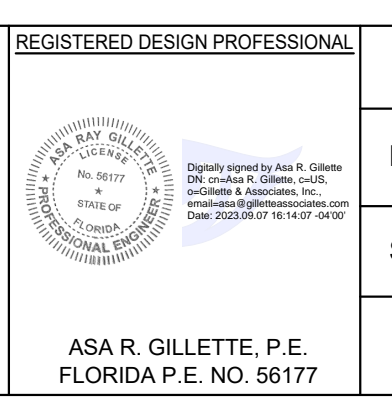 REGISTERED DESIGN PROFESSIONAL
ASA RAY GILLETTE
LICENSE
No. 56177
STATE OF
FLORIDA
PROFESSIONAL ENGINEER
Digitally signed by Asa R. Gillette
DN: cn=Asa R. Gillette, c=US,
o=Gillette & Associates, Inc.,
email=asa@gilletteassociates.com
Date: 2023.09.07 16:14:07 -04'00'
ASA R. GILLETTE, P.E.
FLORIDA P.E. NO. 56177